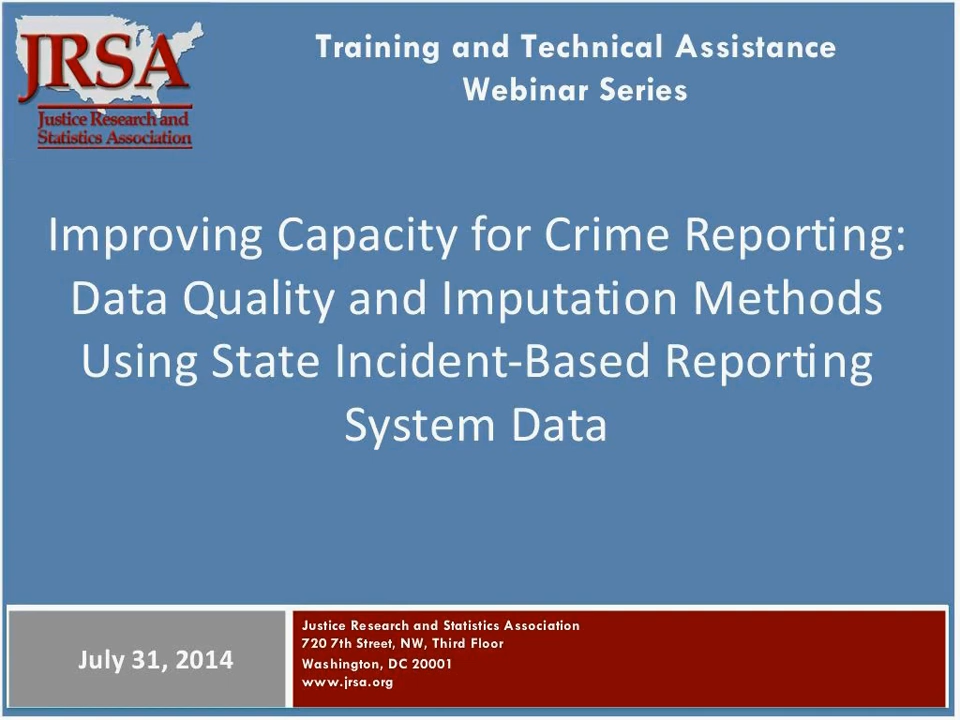 JRSA
Justice Research and
Statistics Association
Training and Technical Assistance
Webinar Series
Improving Capacity for Crime Reporting:
Data Quality and Imputation Methods
Using State Incident-Based Reporting
System Data
July 31, 2014
Justice Research and Statistics Association
720 7th Street, NW, Third Floor
Washington, DC 20001
www.jrsa.org